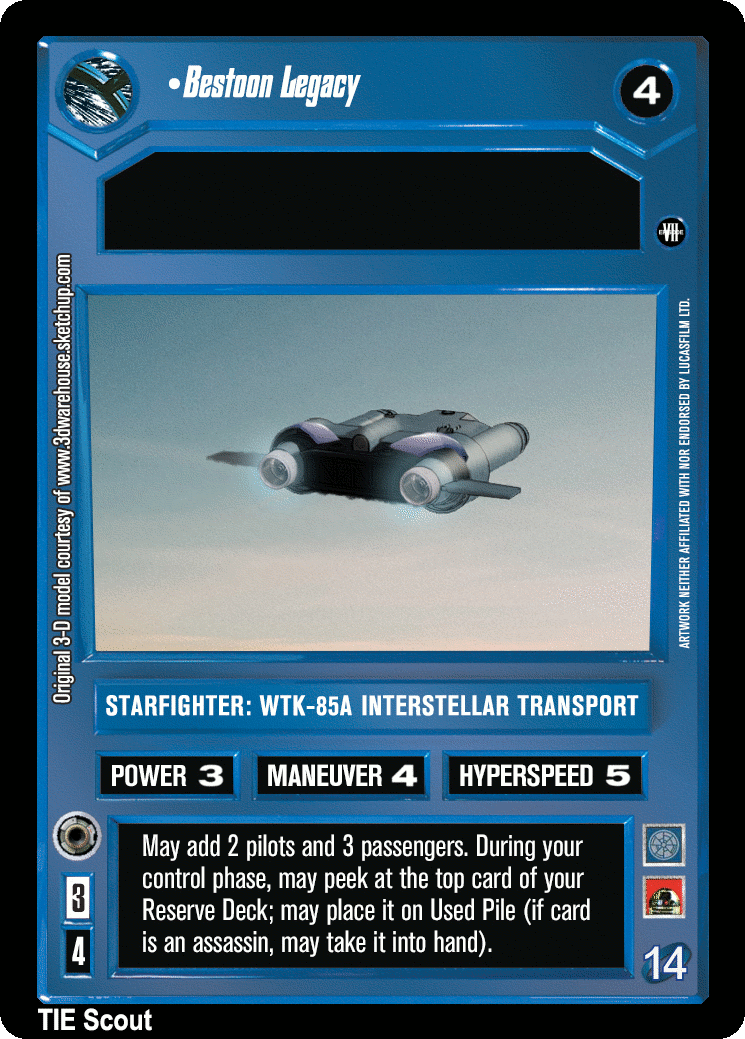 •Bestoon Legacy
4
EPISODE VII
Original 3-D model courtesy of www.3dwarehouse.sketchup.com
ARTWORK NEITHER AFFILIATED WITH NOR ENDORSED BY LUCASFILM LTD.
STARFIGHTER: WTK-85A INTERSTELLAR TRANSPORT
POWER 3 MANEUVER 4 HYPERSPEED 5
May add 2 pilots and 3 passengers. During your
control phase, may peek at the top card of your
Reserve Deck; may place it on Used Pile (if card
is an assassin, may take it into hand).
3
4
14
TIE Scout